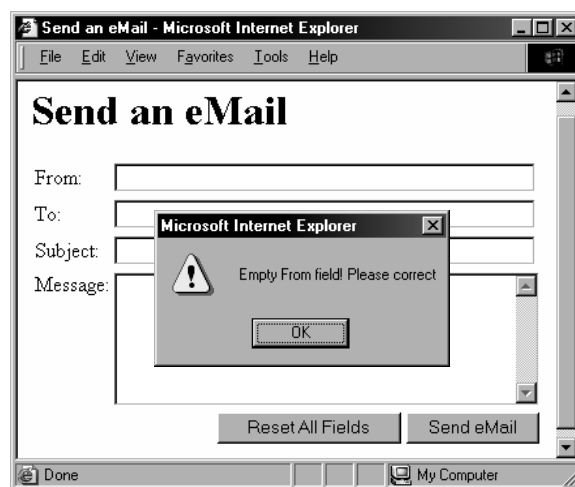 Send an eMail - Microsoft Internet Explorer
File Edit View Favorites Tools Help
Send an eMail
From:
To:
Microsoft Internet Explorer
Subject:
Empty From field! Please correct
Message:
OK
Reset All Fields Send eMail
Done My Computer